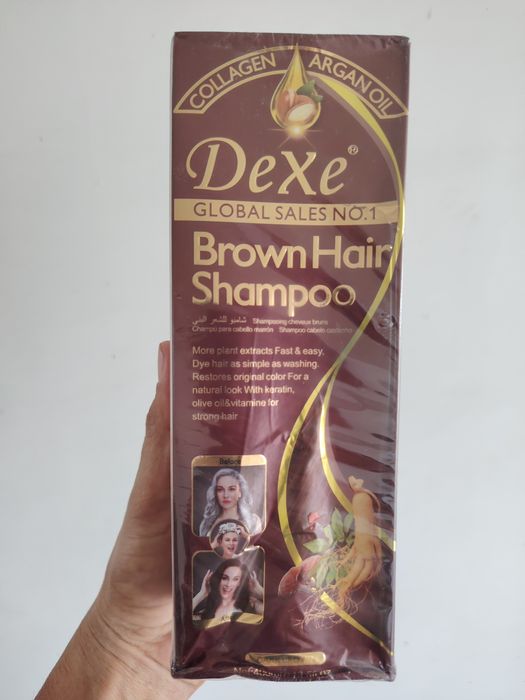 COLLAGEN ARGAN OIL
Dexe®
GLOBAL SALES NO.1
Brown Hair
Shampoo
شامبو للشعر البني Shampooing cheveux bruns
Champú para cabello marrón Shampoo cabelo castanho
More plant extracts Fast & easy,
Dye hair as simple as washing.
Restores original color For a
natural look With keratin,
olive oil&vitamine for
strong hair
Before